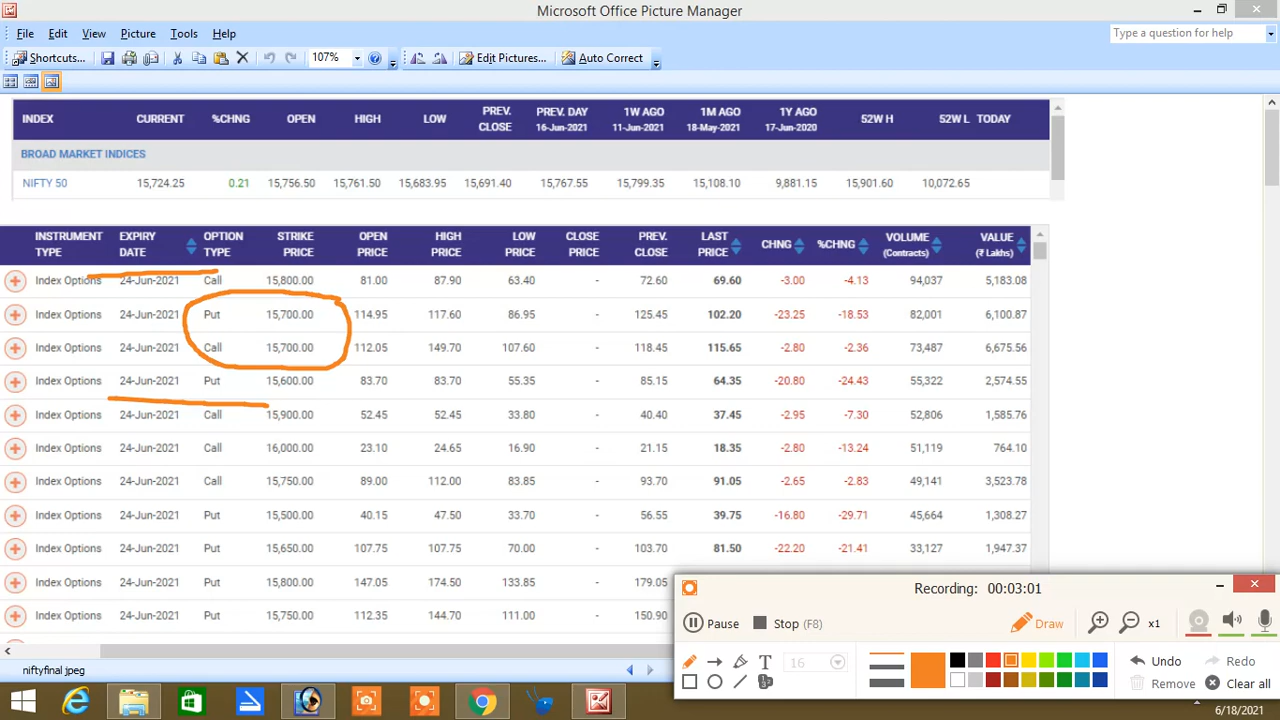 Microsoft Office Picture Manager
File Edit View Picture Tools Help Type a question for help
Shortcuts... 107% Edit Pictures... Auto Correct
INDEX CURRENT %CHNG OPEN HIGH LOW PREV. CLOSE PREV. DAY 16-Jun-2021 1W AGO 11-Jun-2021 1M AGO 18-May-2021 1Y AGO 17-Jun-2020 52W H 52W L TODAY
BROAD MARKET INDICES
NIFTY 50 15,724.25 0.21 15,756.50 15,761.50 15,683.95 15,691.40 15,767.55 15,799.35 15,108.10 9,881.15 15,901.60 10,072.65
INSTRUMENT TYPE EXPIRY DATE OPTION TYPE STRIKE PRICE OPEN PRICE HIGH PRICE LOW PRICE CLOSE PRICE PREV. CLOSE LAST PRICE CHNG %CHNG VOLUME (Contracts) VALUE (₹ Lakhs)
Index Options 24-Jun-2021 Call 15,800.00 81.00 87.90 63.40 - 72.60 69.60 -3.00 -4.13 94,037 5,183.08
Index Options 24-Jun-2021 Put 15,700.00 114.95 117.60 86.95 - 125.45 102.20 -23.25 -18.53 82,001 6,100.87
Index Options 24-Jun-2021 Call 15,700.00 112.05 149.70 107.60 - 118.45 115.65 -2.80 -2.36 73,487 6,675.56
Index Options 24-Jun-2021 Put 15,600.00 83.70 83.70 55.35 - 85.15 64.35 -20.80 -24.43 55,322 2,574.55
Index Options 24-Jun-2021 Call 15,900.00 52.45 52.45 33.80 - 40.40 37.45 -2.95 -7.30 52,806 1,585.76
Index Options 24-Jun-2021 Call 16,000.00 23.10 24.65 16.90 - 21.15 18.35 -2.80 -13.24 51,119 764.10
Index Options 24-Jun-2021 Call 15,750.00 89.00 112.00 83.85 - 93.70 91.05 -2.65 -2.83 49,141 3,523.78
Index Options 24-Jun-2021 Put 15,500.00 40.15 47.50 33.70 - 56.55 39.75 -16.80 -29.71 45,664 1,308.27
Index Options 24-Jun-2021 Put 15,650.00 107.75 107.75 70.00 - 103.70 81.50 -22.20 -21.41 33,127 1,947.37
Index Options 24-Jun-2021 Put 15,800.00 147.05 174.50 133.85 - 179.05
Index Options 24-Jun-2021 Put 15,750.00 112.35 144.70 111.00 - 150.90
Recording: 00:03:01
Pause Stop (F8) Draw x1
T 16 Undo Redo
Remove Clear all
niftyfinal.jpeg
6/18/2021